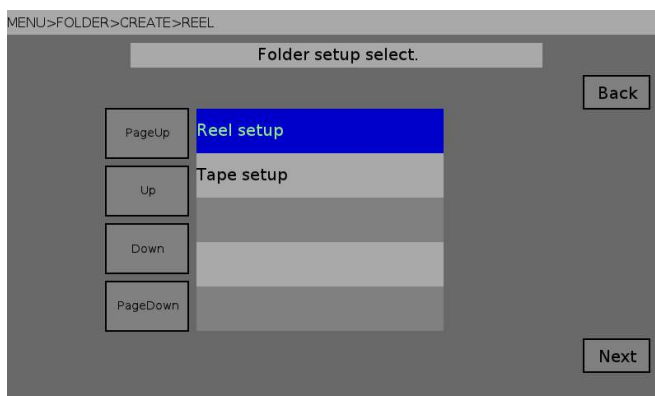 MENU>FOLDER>CREATE>REEL
Folder setup select.
Back
PageUp
Reel setup
Up
Tape setup
Down
PageDown
Next